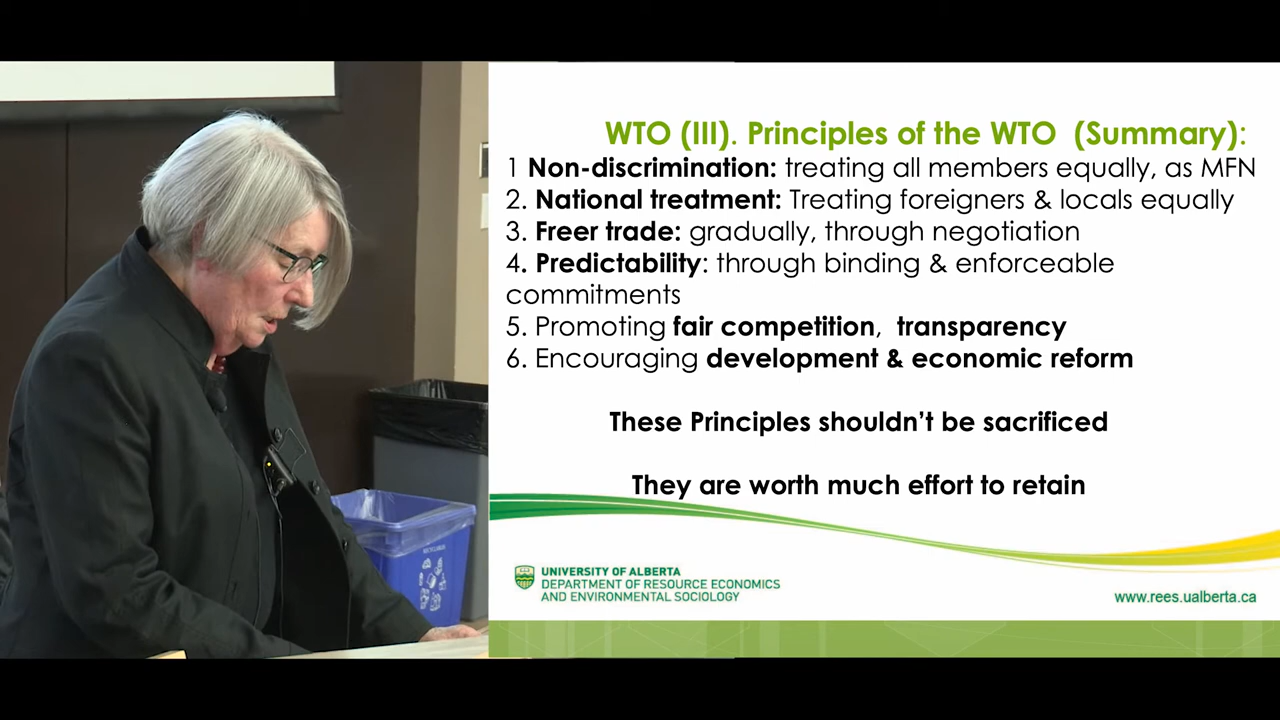 WTO (III). Principles of the WTO (Summary):
1 Non-discrimination: treating all members equally, as MFN
2. National treatment: Treating foreigners & locals equally
3. Freer trade: gradually, through negotiation
4. Predictability: through binding & enforceable
commitments
5. Promoting fair competition, transparency
6. Encouraging development & economic reform
These Principles shouldn't be sacrificed
They are worth much effort to retain
UNIVERSITY OF ALBERTA
DEPARTMENT OF RESOURCE ECONOMICS
AND ENVIRONMENTAL SOCIOLOGY
www.rees.ualberta.ca